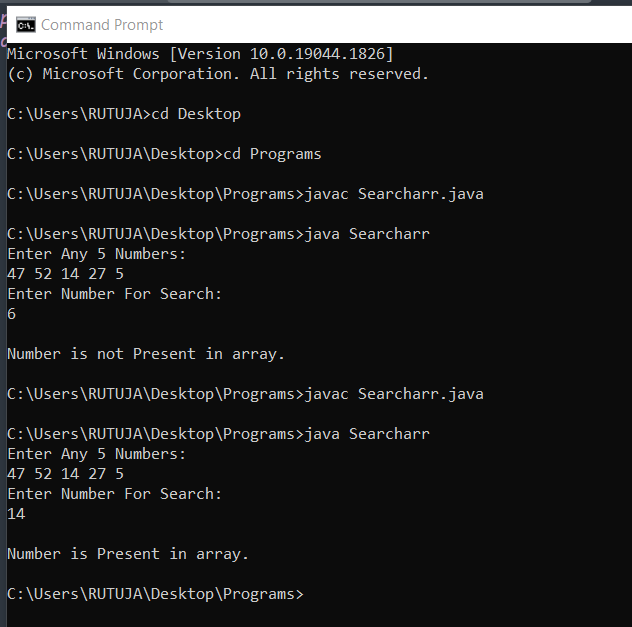 Command Prompt
Microsoft Windows [Version 10.0.19044.1826]
(c) Microsoft Corporation. All rights reserved.
C:\Users\RUTUJA>cd Desktop
C:\Users\RUTUJA\Desktop>cd Programs
C:\Users\RUTUJA\Desktop\Programs>javac Searcharr.java
C:\Users\RUTUJA\Desktop\Programs>java Searcharr
Enter Any 5 Numbers:
47 52 14 27 5
Enter Number For Search:
6
Number is not Present in array.
C:\Users\RUTUJA\Desktop\Programs>javac Searcharr.java
C:\Users\RUTUJA\Desktop\Programs>java Searcharr
Enter Any 5 Numbers:
47 52 14 27 5
Enter Number For Search:
14
Number is Present in array.
C:\Users\RUTUJA\Desktop\Programs>